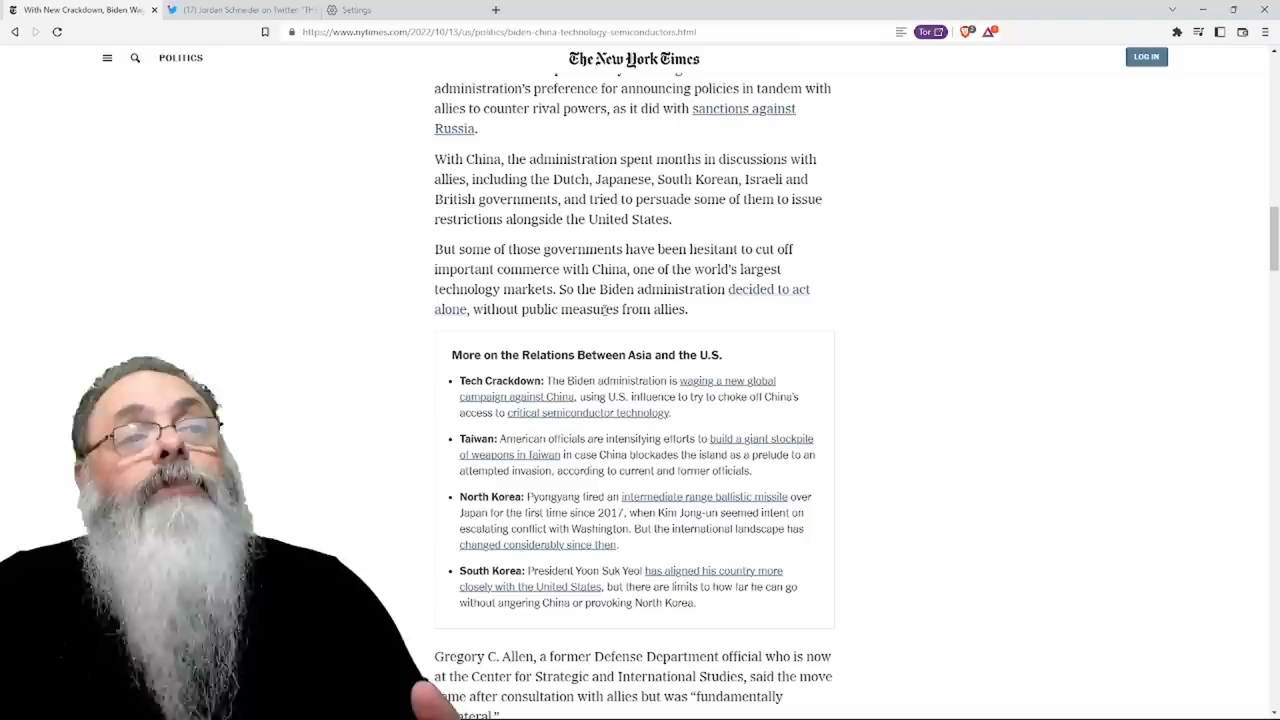 With New Crackdown, Biden Wa
(17) Jordan Schneider on Twitter: "TH
Settings
https://www.nytimes.com/2022/10/13/us/politics/biden-china-technology-semiconductors.html
Tor
POLITICS
The New York Times
LOG IN
administration's preference for announcing policies in tandem with
allies to counter rival powers, as it did with sanctions against
Russia.
With China, the administration spent months in discussions with
allies, including the Dutch, Japanese, South Korean, Israeli and
British governments, and tried to persuade some of them to issue
restrictions alongside the United States.
But some of those governments have been hesitant to cut off
important commerce with China, one of the world's largest
technology markets. So the Biden administration decided to act
alone, without public measures from allies.
More on the Relations Between Asia and the U.S.
• Tech Crackdown: The Biden administration is waging a new global
campaign against China, using U.S. influence to try to choke off China's
access to critical semiconductor technology.
• Taiwan: American officials are intensifying efforts to build a giant stockpile
of weapons in Taiwan in case China blockades the island as a prelude to an
attempted invasion, according to current and former officials.
• North Korea: Pyongyang fired an intermediate range ballistic missile over
Japan for the first time since 2017, when Kim Jong-un seemed intent on
escalating conflict with Washington. But the international landscape has
changed considerably since then.
• South Korea: President Yoon Suk Yeol has aligned his country more
closely with the United States, but there are limits to how far he can go
without angering China or provoking North Korea.
Gregory C. Allen, a former Defense Department official who is now
at the Center for Strategic and International Studies, said the move
ame after consultation with allies but was “fundamentally
ateral.”